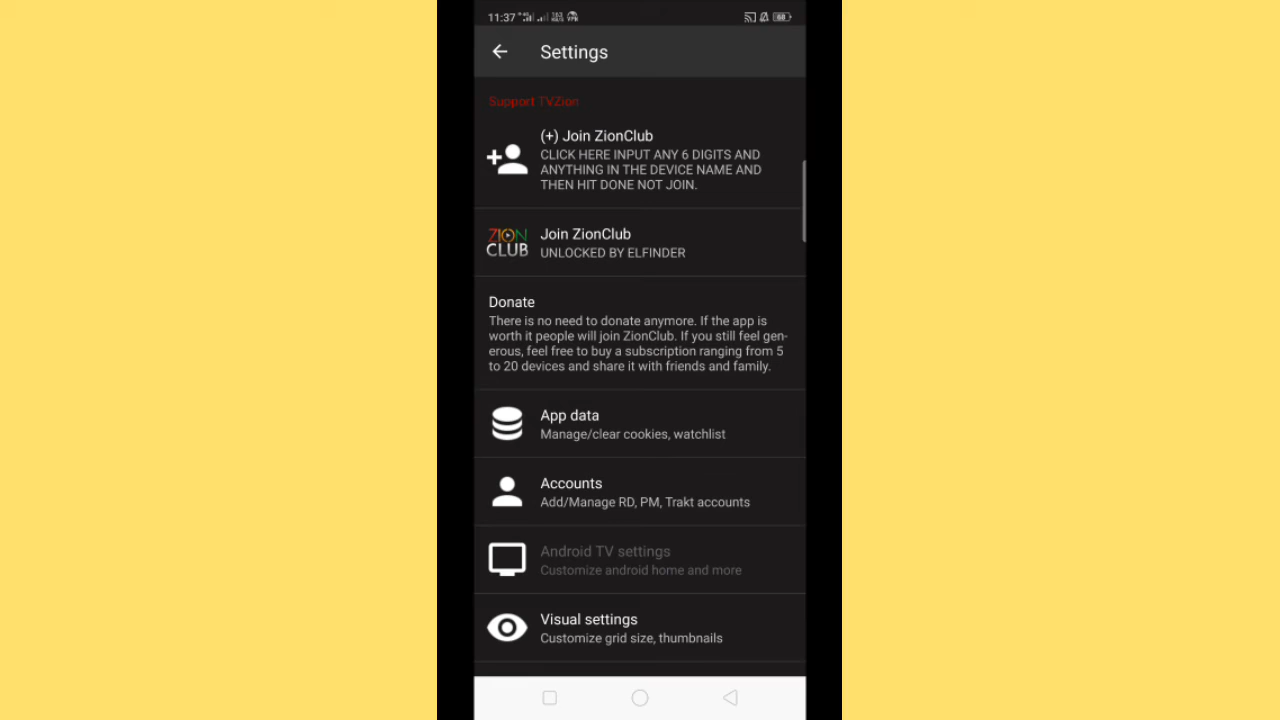 11:37
Settings
Support TVZion
(+) Join ZionClub
CLICK HERE INPUT ANY 6 DIGITS AND
ANYTHING IN THE DEVICE NAME AND
THEN HIT DONE NOT JOIN.
ZION
CLUB
Join ZionClub
UNLOCKED BY ELFINDER
Donate
There is no need to donate anymore. If the app is
worth it people will join ZionClub. If you still feel gen-
erous, feel free to buy a subscription ranging from 5
to 20 devices and share it with friends and family.
App data
Manage/clear cookies, watchlist
Accounts
Add/Manage RD, PM, Trakt accounts
Android TV settings
Customize android home and more
Visual settings
Customize grid size, thumbnails